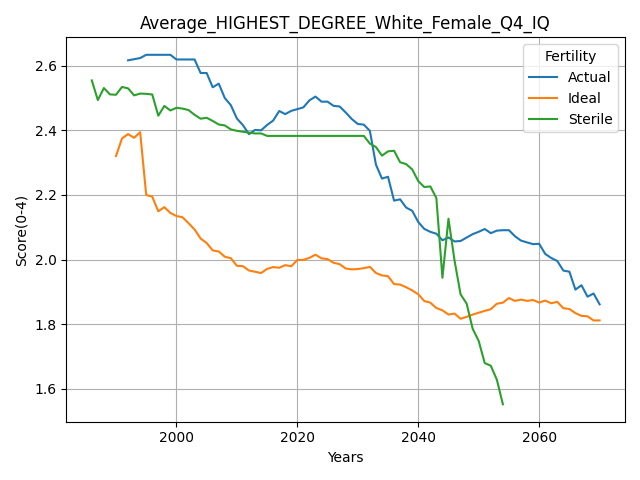 Average_HIGHEST_DEGREE_White_Female_Q4_IQ
Fertility
Actual
Ideal
Sterile
Score(0-4)
2.6
2.4
2.2
2.0
1.8
1.6
2000
2020
2040
2060
Years